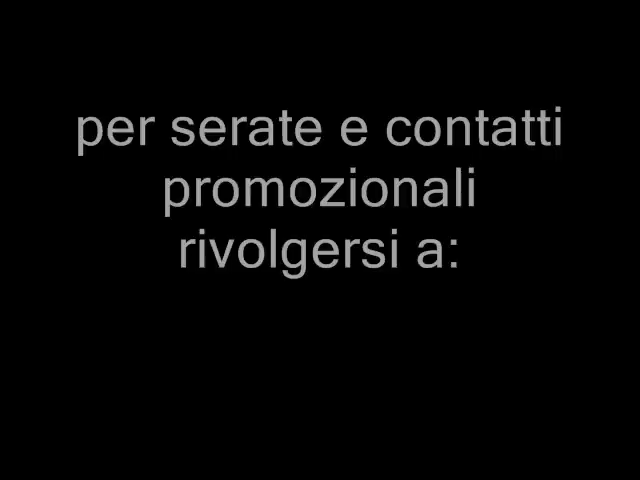 per serate e contatti
promozionali
rivolgersi a: